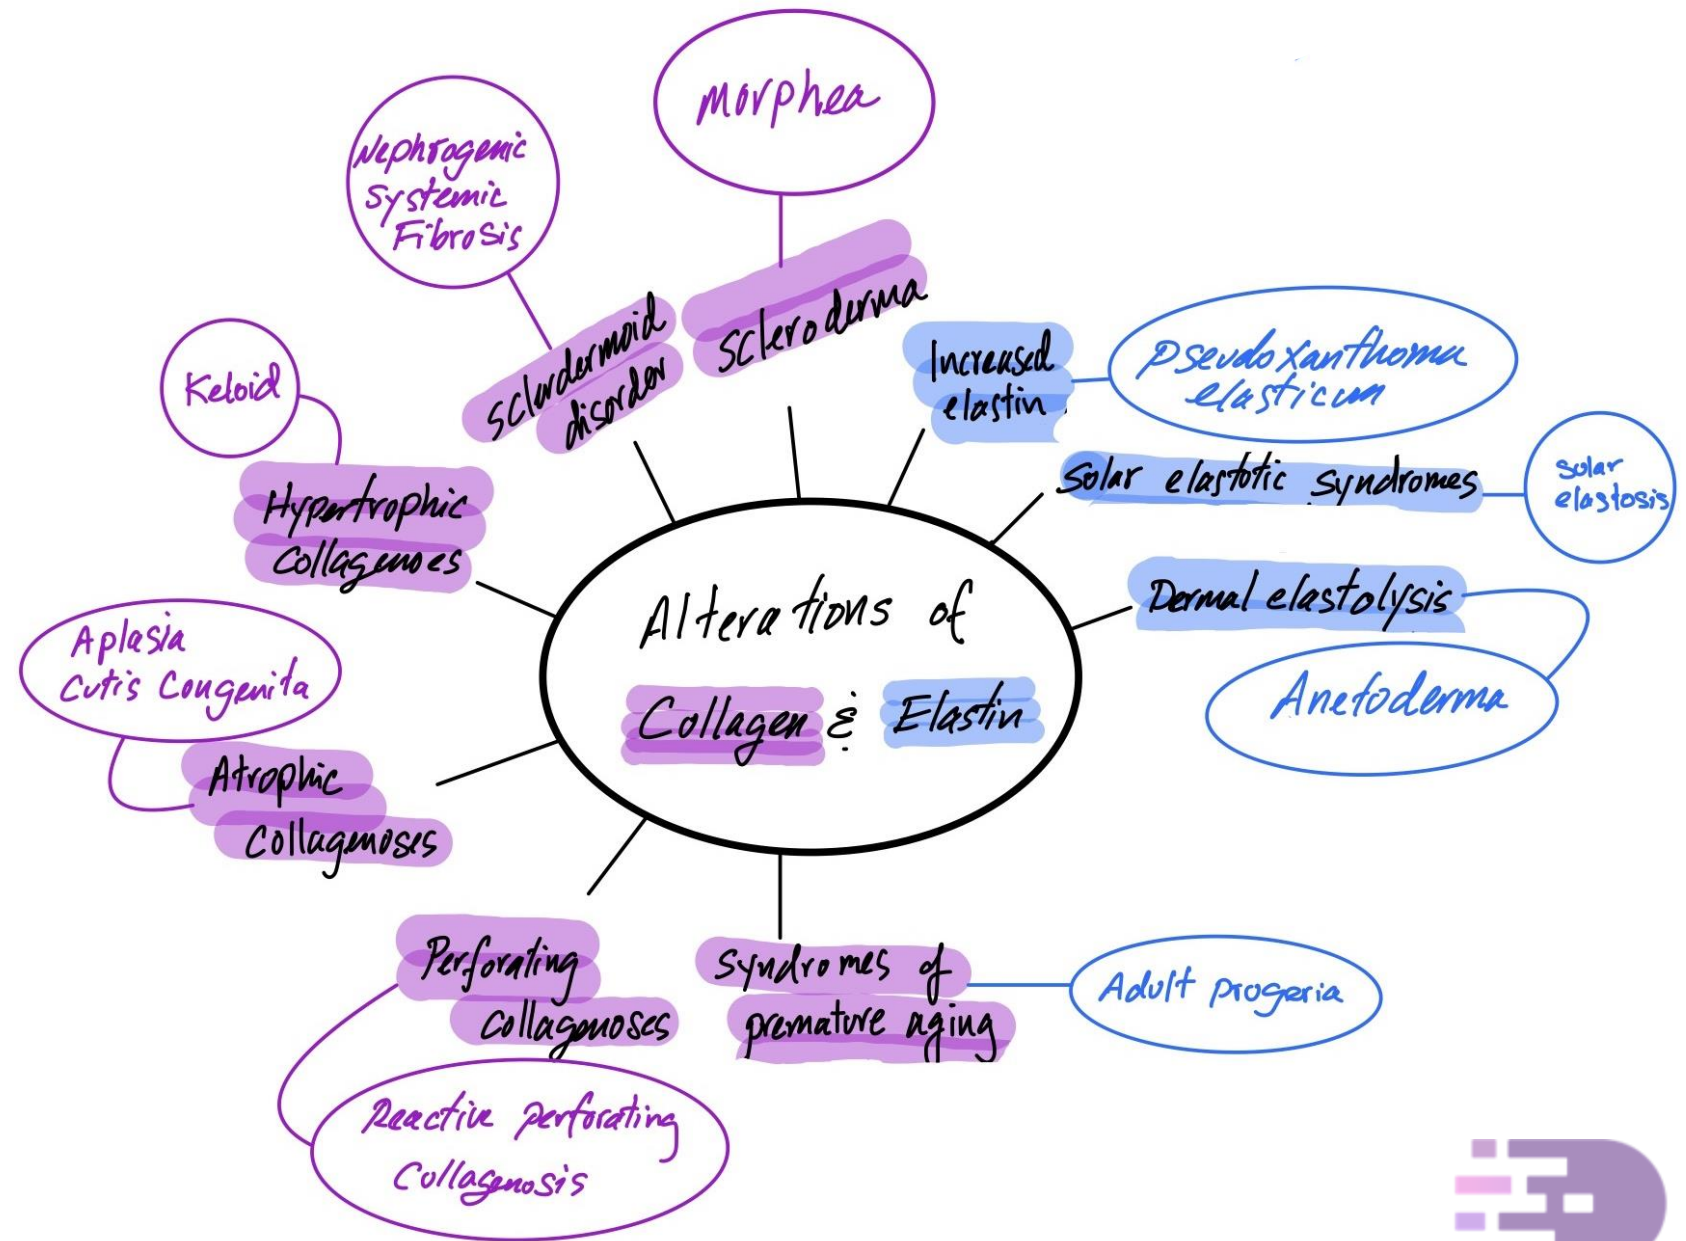 Morphea
Nephrogenic
Systemic
Fibrosis
Scleroderma
Sclerdermoid
disorder
Increased
elastin
Pseudoxanthoma
elasticum
Keloid
Hypertrophic
Collagenoes
Solar elastotic syndromes
Solar
elastosis
Dermal elastolysis
Anetoderma
Alterations of
Collagen & Elastin
Aplasia
Cutis Congenita
Atrophic
Collagenoses
Perforating
Collagenoses
Syndromes of
premature aging
Adult progeria
Reactive perforating
Collagenosis